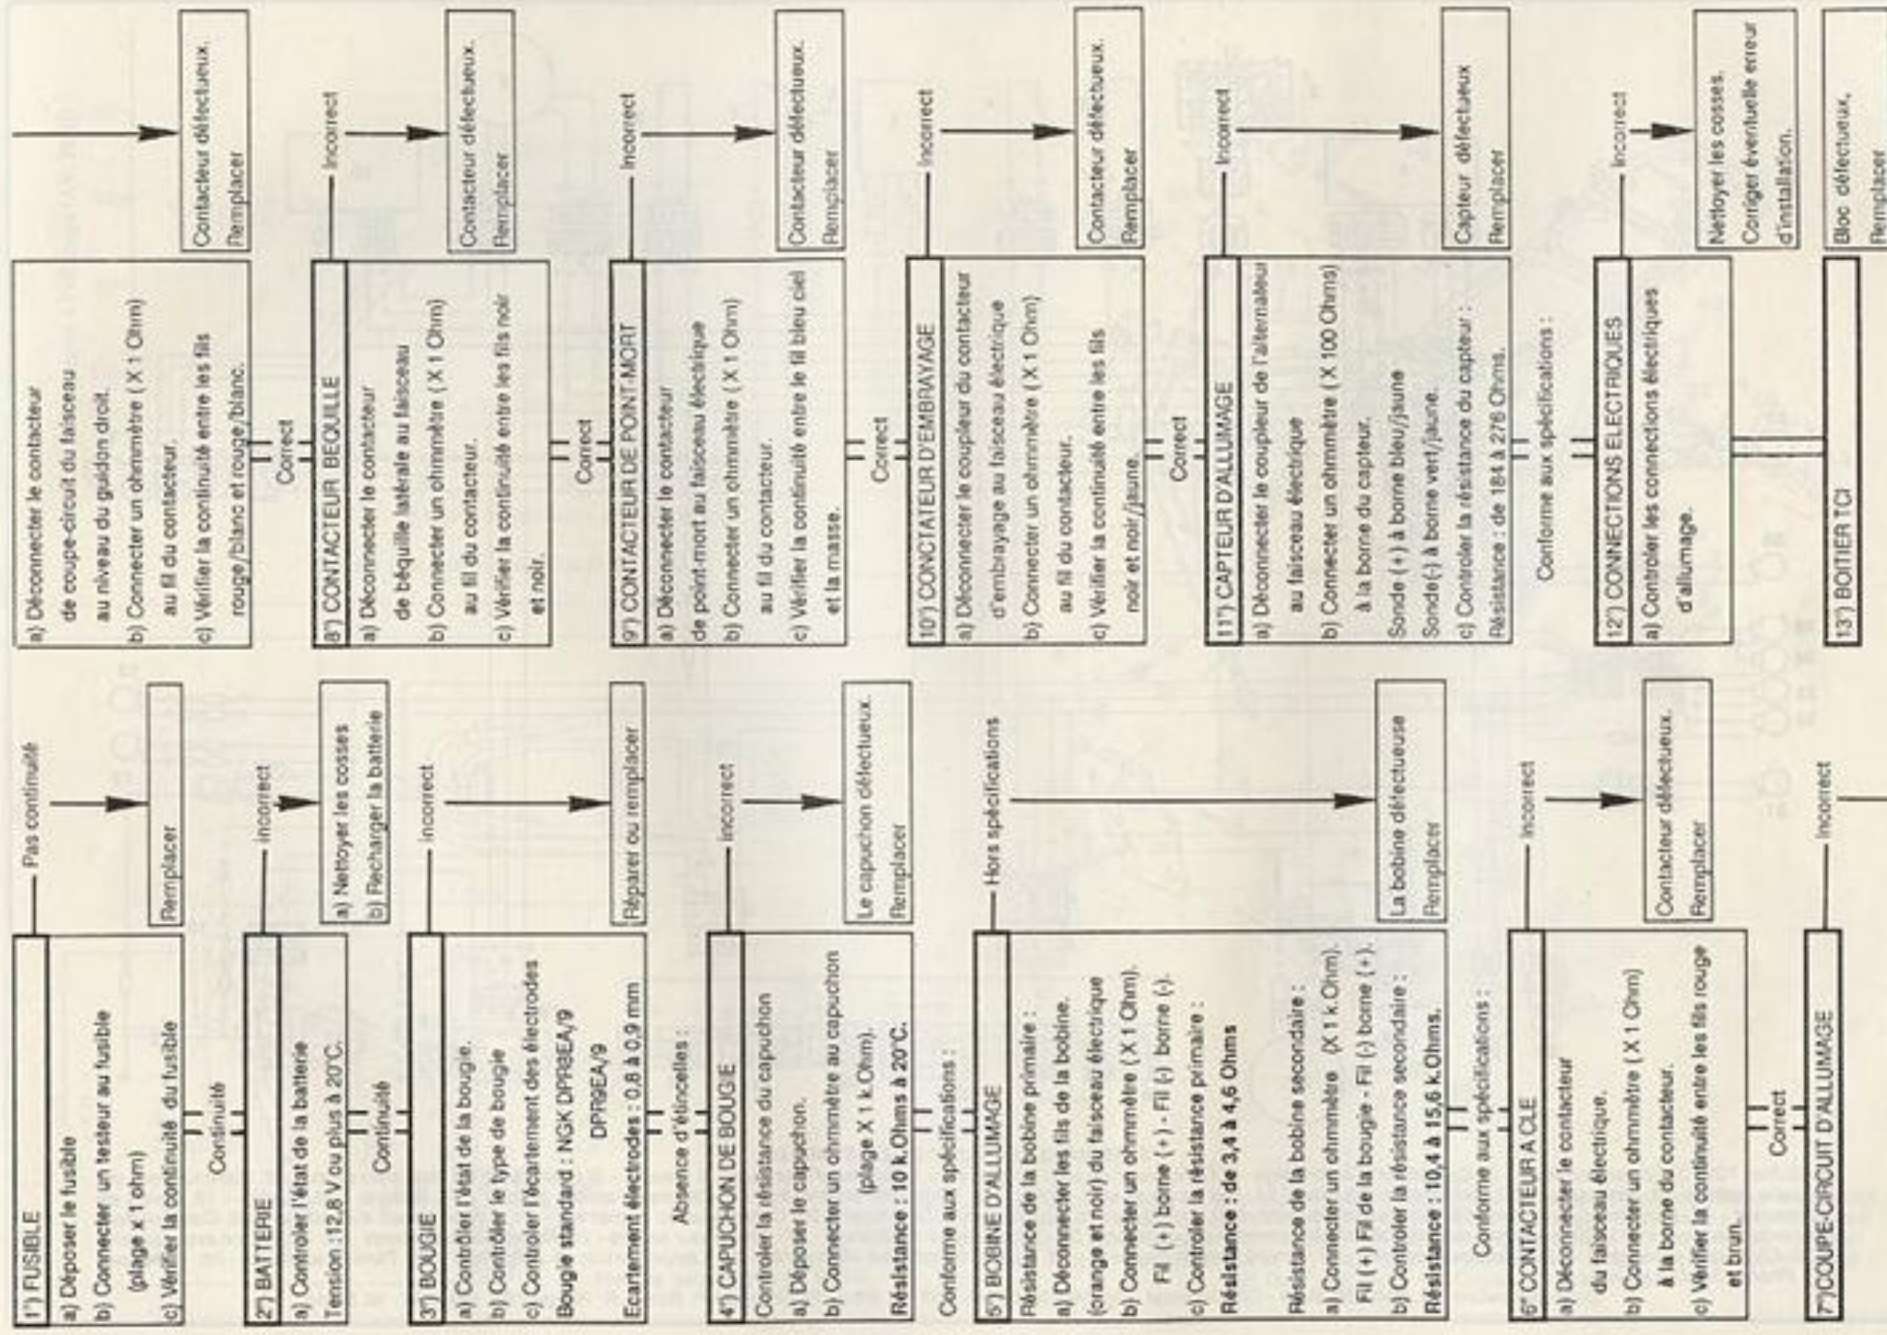 1°) FUSIBLE
Pas continuité
a) Déposer le fusible
b) Connecter un testeur au fusible
(plage x 1 ohm)
c) Vérifier la continuité du fusible
Remplacer
Continuité
2°) BATTERIE
incorrect
a) Controler l'état de la batterie
Tension : 12,8 V ou plus à 20°C.
a) Nettoyer les cosses
b) Recharger la batterie
Continuité
3°) BOUGIE
incorrect
a) Contrôler l'état de la bougie.
b) Contrôler le type de bougie
c) Controler l'écartement des électrodes
Bougie standard : NGK DPR8EA/9
DPR9EA/9
Ecartement électrodes : 0,8 à 0,9 mm
Réparer ou remplacer
Absence d'étincelles :
4°) CAPUCHON DE BOUGIE
incorrect
Controler la résistance du capuchon
a) Déposer le capuchon.
b) Connecter un ohmmètre au capuchon
(plage X 1 k.Ohm).
Résistance : 10 k.Ohms à 20°C.
Le capuchon défectueux.
Remplacer
Conforme aux spécifications :
5°) BOBINE D'ALLUMAGE
Hors spécifications
Résistance de la bobine primaire :
a) Déconnecter les fils de la bobine.
(orange et noir) du faisceau électrique
b) Connecter un ohmmètre ( X 1 Ohm).
Fil (+) borne (+) - Fil (-) borne (-).
c) Controler la résistance primaire :
Résistance : de 3,4 à 4,6 Ohms
Résistance de la bobine secondaire :
a) Connecter un ohmmètre (X 1 k.Ohm).
Fil (+) Fil de la bougie - Fil (-) borne (+).
b) Controler la résistance secondaire :
Résistance : 10,4 à 15,6 k.Ohms.
La bobine défectueuse
Remplacer
Conforme aux spécifications :
6° CONTACTEUR A CLE
incorrect
a) Déconnecter le contacteur
du faisceau électrique.
b) Connecter un ohmmètre ( X 1 Ohm)
à la borne du contacteur.
c) Vérifier la continuité entre les fils rouge
et brun.
Contacteur défectueux.
Remplacer
Correct
7°)COUPE-CIRCUIT D'ALLUMAGE
Incorrect
a) Déconnecter le contacteur
de coupe-circuit du faisceau
au niveau du guidon droit.
b) Connecter un ohmmètre ( X 1 Ohm)
au fil du contacteur.
c) Vérifier la continuité entre les fils
rouge/blanc et rouge/blanc.
Contacteur défectueux.
Remplacer
Correct
8°) CONTACTEUR BEQUILLE
Incorrect
a) Déconnecter le contacteur
de béquille latérale au faisceau
b) Connecter un ohmmètre ( X 1 Ohm)
au fil du contacteur.
c) Vérifier la continuité entre les fils noir
et noir.
Contacteur défectueux.
Remplacer
Correct
9°) CONTACTEUR DE POINT-MORT
Incorrect
a) Déconnecter le contacteur
de point-mort au faisceau électrique
b) Connecter un ohmmètre ( X 1 Ohm)
au fil du contacteur.
c) Vérifier la continuité entre le fil bleu ciel
et la masse.
Contacteur défectueux.
Remplacer
Correct
10°) CONCTATEUR D'EMBRAYAGE
Incorrect
a) Déconnecter le coupleur du contacteur
d'embrayage au faisceau électrique
b) Connecter un ohmmètre ( X 1 Ohm)
au fil du contacteur.
c) Vérifier la continuité entre les fils
noir et noir/jaune.
Contacteur défectueux.
Remplacer
Correct
11°) CAPTEUR D'ALLUMAGE
Incorrect
a) Déconnecter le coupleur de l'alternateur
au faisceau électrique
b) Connecter un ohmmètre ( X 100 Ohms)
à la borne du capteur.
Sonde (+) à borne bleu/jaune
Sonde(-) à borne vert/jaune.
c) Controler la résistance du capteur :
Résistance : de 184 à 276 Ohms.
Capteur défectueux
Remplacer
Conforme aux spécifications :
12°) CONNECTIONS ELECTRIQUES
Incorrect
a) Controler les connections électriques
d'allumage.
Nettoyer les cosses.
Corriger éventuelle erreur
d'installation.
13°) BOITIER TCI
Bloc défectueux,
Remplacer